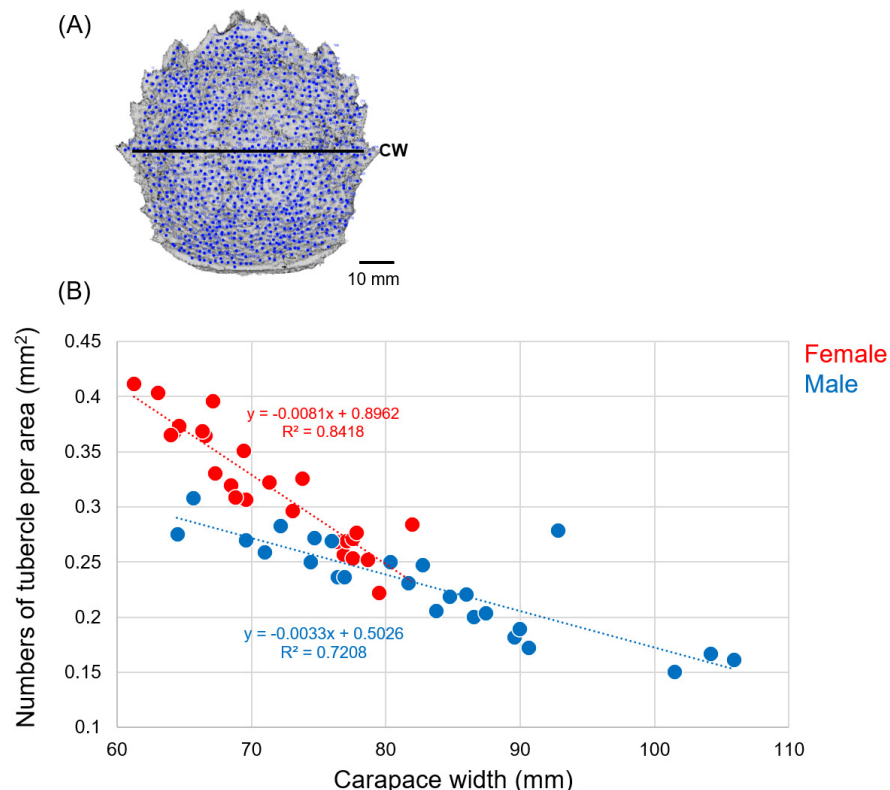 (A)
CW
10 mm
(B)
Numbers of tubercle per area (mm²)
0.45
0.4
0.35
0.3
0.25
0.2
0.15
0.1
Female
Male
y = -0.0081x + 0.8962
R² = 0.8418
y = -0.0033x + 0.5026
R² = 0.7208
60 70 80 90 100 110
Carapace width (mm)